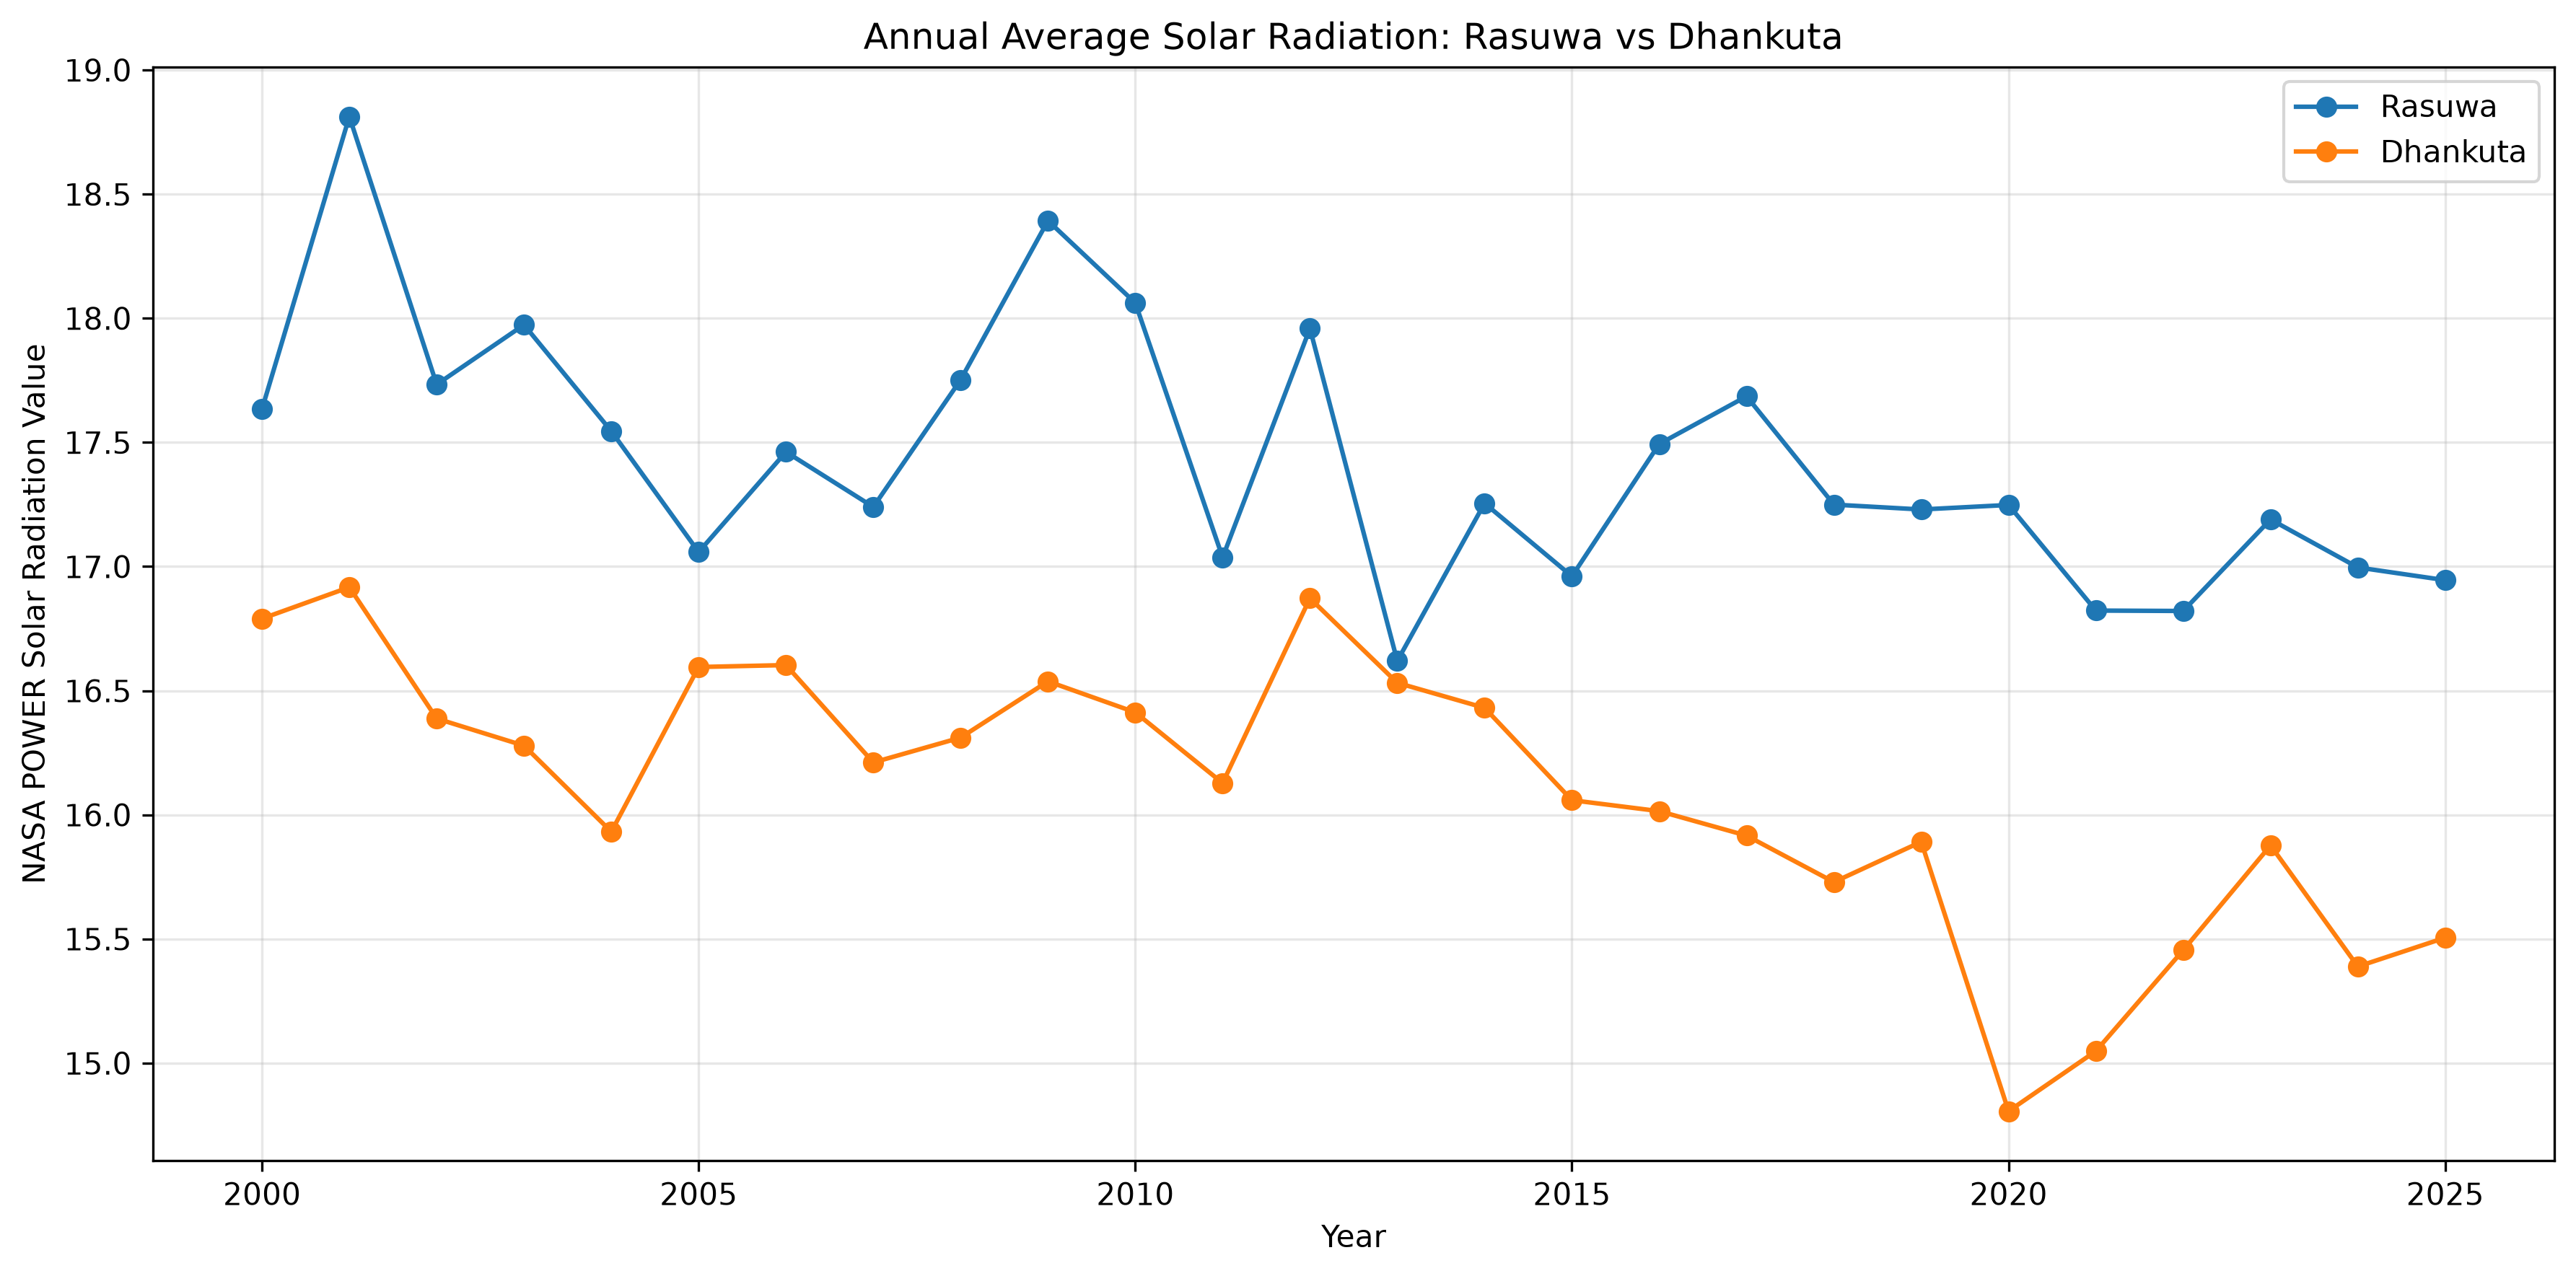 Annual Average Solar Radiation: Rasuwa vs Dhankuta
19.0
18.5
18.0
17.5
17.0
16.5
16.0
15.5
15.0
NASA POWER Solar Radiation Value
Rasuwa
Dhankuta
2000 2005 2010 2015 2020 2025
Year